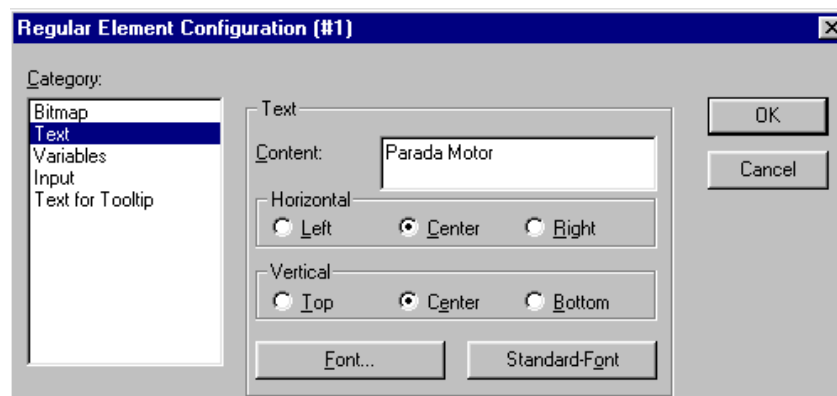 Regular Element Configuration (#1)
Category:
Bitmap
Text
Variables
Input
Text for Tooltip
Text
Content: Parada Motor
Horizontal
Left Center Right
Vertical
Top Center Bottom
Font... Standard-Font
OK
Cancel